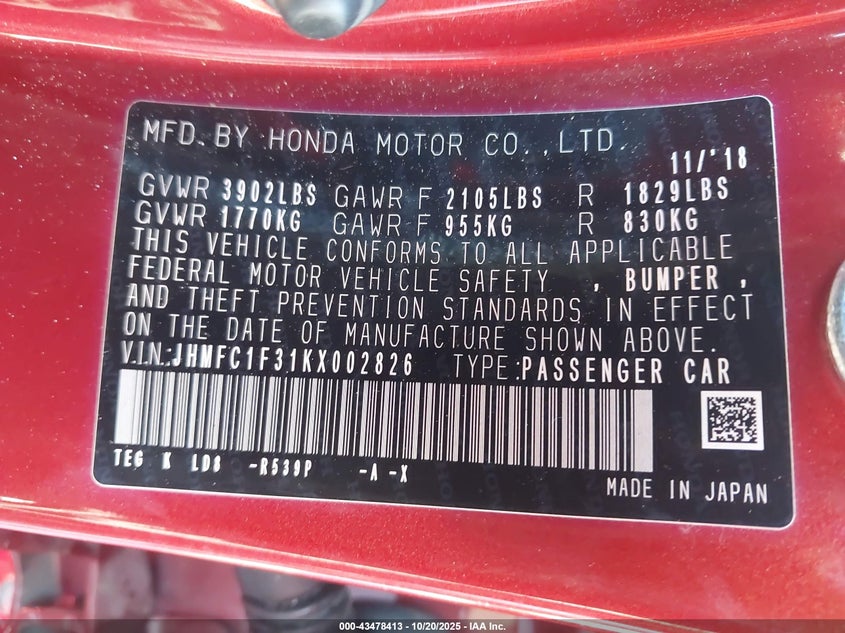 MFD. BY HONDA MOTOR CO., LTD.
11/'18
GVWR 3902LBS GAWR F 2105LBS R 1829LBS
GVWR 1770KG GAWR F 955KG R 830KG
THIS VEHICLE CONFORMS TO ALL APPLICABLE
FEDERAL MOTOR VEHICLE SAFETY , BUMPER ,
AND THEFT PREVENTION STANDARDS IN EFFECT
ON THE DATE OF MANUFACTURE SHOWN ABOVE.
V.I.N.:JHMFC1F31KX002826 TYPE:PASSENGER CAR
TEG K LD8 -R539P -A -X
MADE IN JAPAN
000-43478413 - 10/20/2025 - IAA Inc.